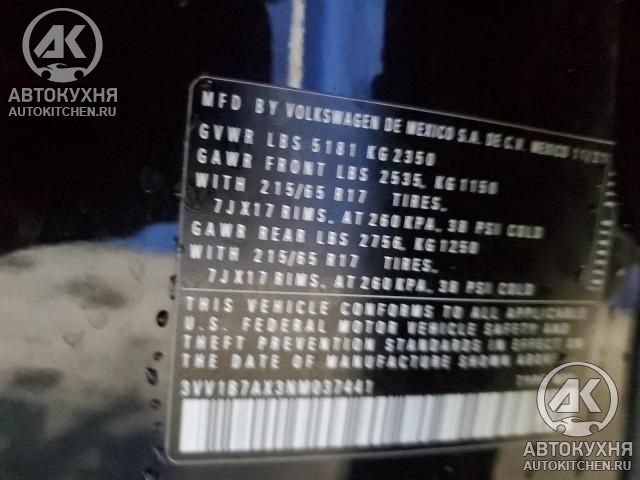 АК
АВТОКУХНЯ
AUTOKITCHEN.RU
MFD BY VOLKSWAGEN DE MEXICO S.A. DE C.V. MEXICO 11/21
GVWR LBS 5181 KG 2350
GAWR FRONT LBS 2535, KG 1150
WITH 215/65 R17 TIRES,
7JX17 RIMS, AT 260 KPA, 38 PSI COLD
GAWR REAR LBS 2756, KG 1250
WITH 215/65 R17 TIRES,
7JX17 RIMS, AT 260 KPA, 38 PSI COLD
THIS VEHICLE CONFORMS TO ALL APPLICABLE
U.S. FEDERAL MOTOR VEHICLE SAFETY AND
THEFT PREVENTION STANDARDS IN EFFECT ON
THE DATE OF MANUFACTURE SHOWN ABOVE
3VV1B7AX3NM037441
АК
АВТОКУХНЯ
AUTOKITCHEN.RU